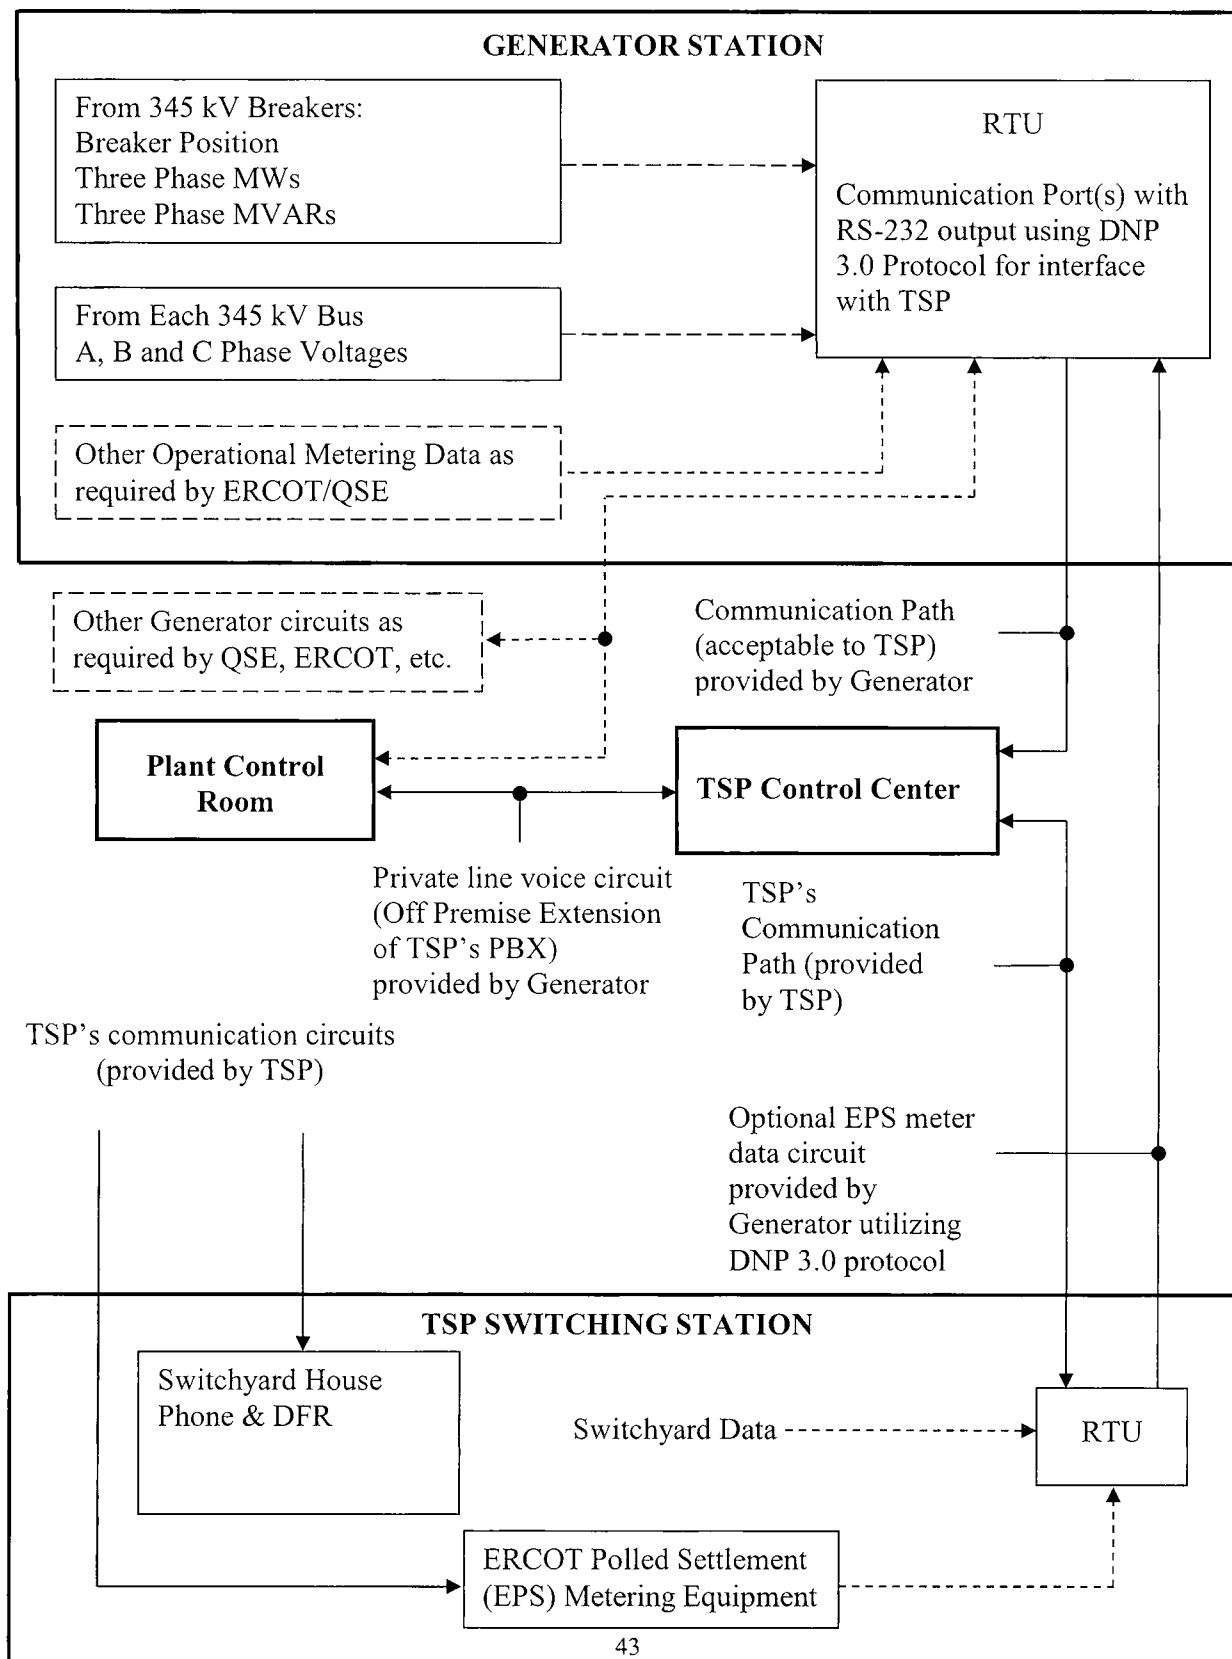 GENERATOR STATION
From 345 kV Breakers:
Breaker Position
Three Phase MWs
Three Phase MVARs
RTU
Communication Port(s) with
RS-232 output using DNP
3.0 Protocol for interface
with TSP
From Each 345 kV Bus
A, B and C Phase Voltages
Other Operational Metering Data as
required by ERCOT/QSE
Other Generator circuits as
required by QSE, ERCOT, etc.
Communication Path
(acceptable to TSP)
provided by Generator
Plant Control
Room
TSP Control Center
Private line voice circuit
(Off Premise Extension
of TSP's PBX)
provided by Generator
TSP's
Communication
Path (provided
by TSP)
TSP's communication circuits
(provided by TSP)
Optional EPS meter
data circuit
provided by
Generator utilizing
DNP 3.0 protocol
TSP SWITCHING STATION
Switchyard House
Phone & DFR
Switchyard Data
RTU
ERCOT Polled Settlement
(EPS) Metering Equipment
43